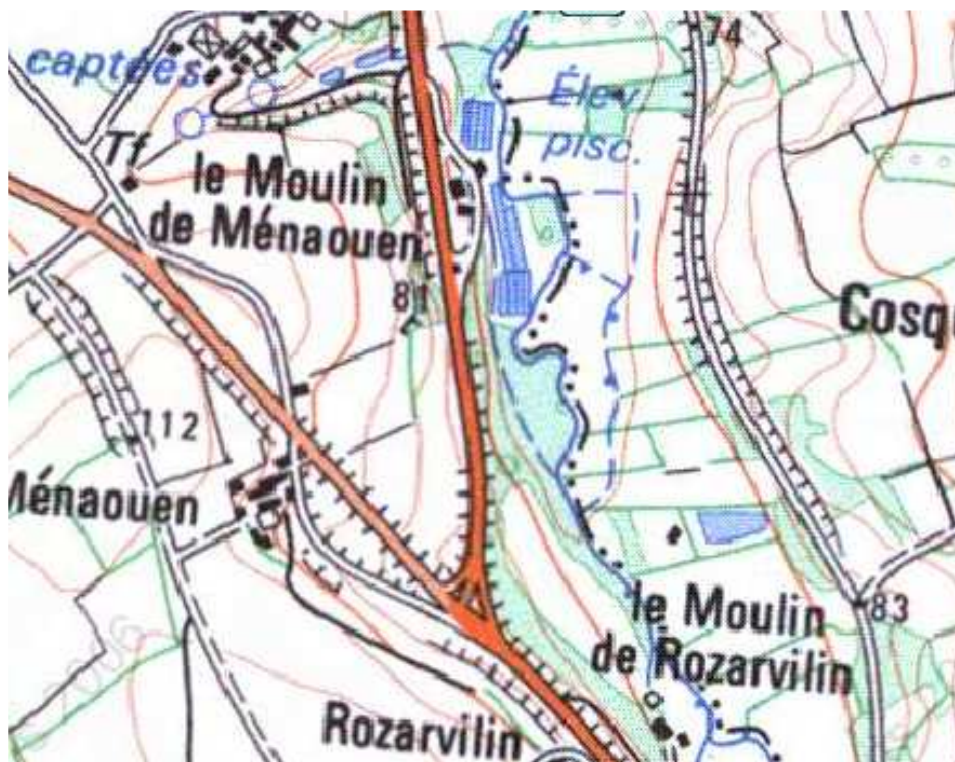 74
captées
Élev.
pisc.
Tf
le Moulin
de Ménaouen
81
Cosq
112
Ménaouen
le Moulin
de Rozarvilin
83
Rozarvilin